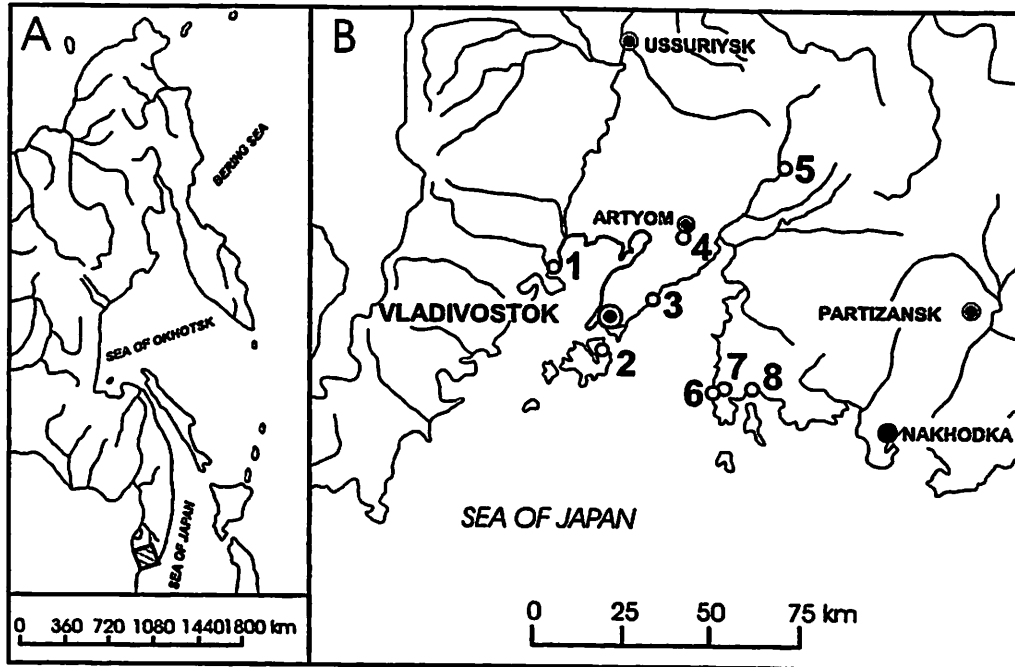 A
BERING SEA
SEA OF OKHOTSK
SEA OF JAPAN
0 360 720 1080 1440 1800 km
B
USSURIYSK
5
ARTYOM
4
1
VLADIVOSTOK
3
PARTIZANSK
2
6 7 8
NAKHODKA
SEA OF JAPAN
0 25 50 75 km